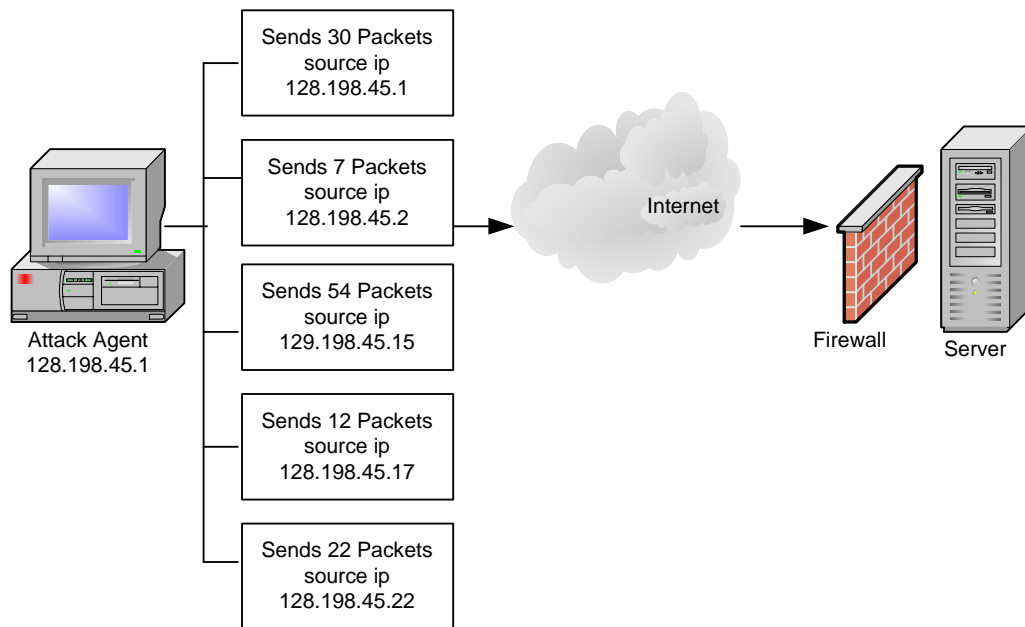 Sends 30 Packets
source ip
128.198.45.1
Sends 7 Packets
source ip
128.198.45.2
Internet
Sends 54 Packets
source ip
129.198.45.15
Attack Agent
128.198.45.1
Firewall
Server
Sends 12 Packets
source ip
128.198.45.17
Sends 22 Packets
source ip
128.198.45.22